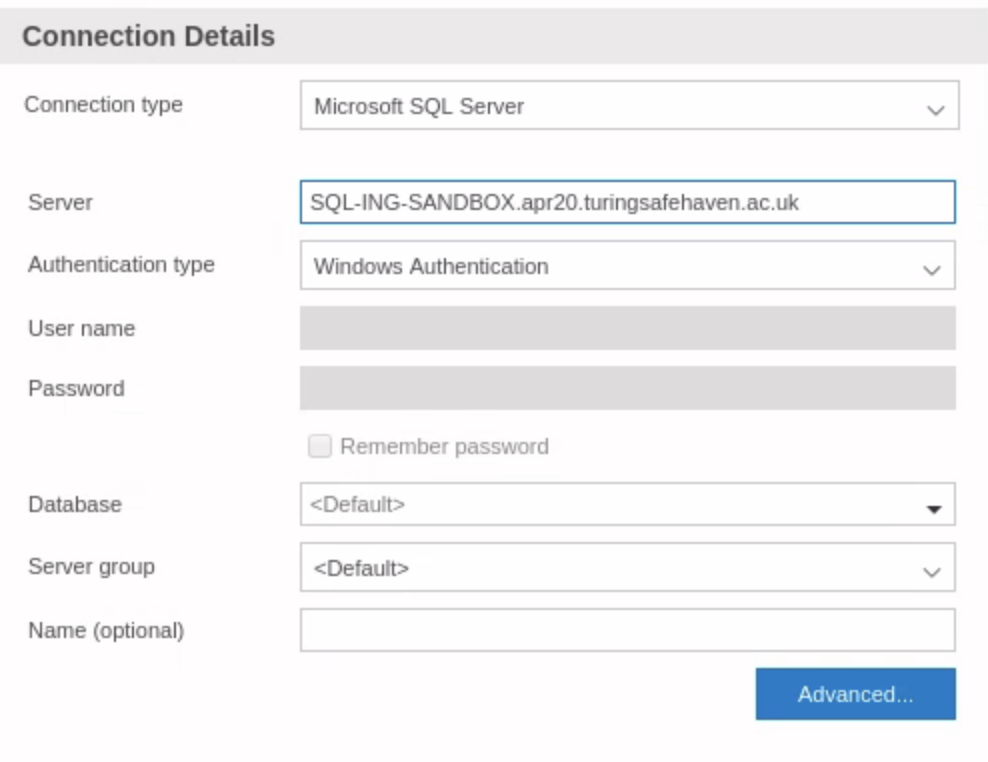 Connection Details
Connection type Microsoft SQL Server
Server SQL-ING-SANDBOX.apr20.turingsafehaven.ac.uk
Authentication type Windows Authentication
User name
Password
Remember password
Database <Default>
Server group <Default>
Name (optional)
Advanced...